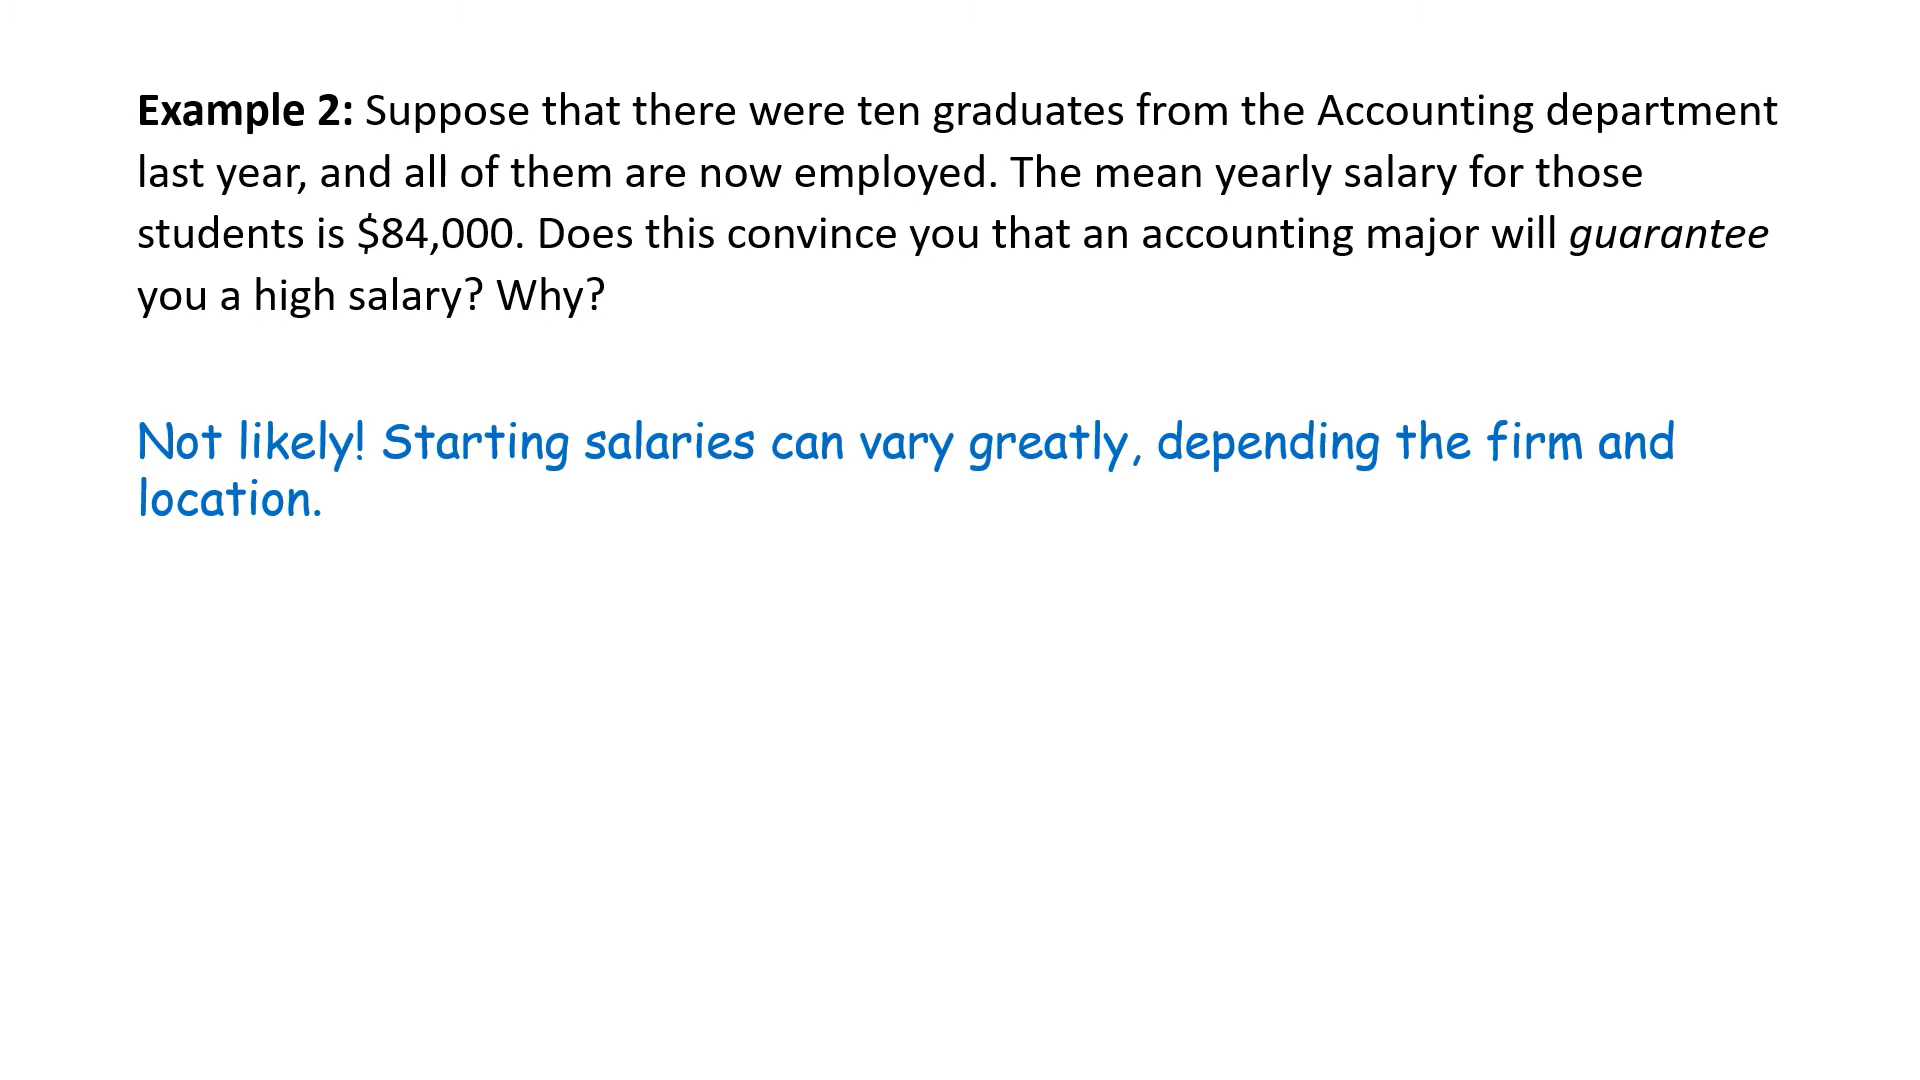 Example 2: Suppose that there were ten graduates from the Accounting department
last year, and all of them are now employed. The mean yearly salary for those
students is $84,000. Does this convince you that an accounting major will guarantee
you a high salary? Why?
Not likely! Starting salaries can vary greatly, depending the firm and
location.